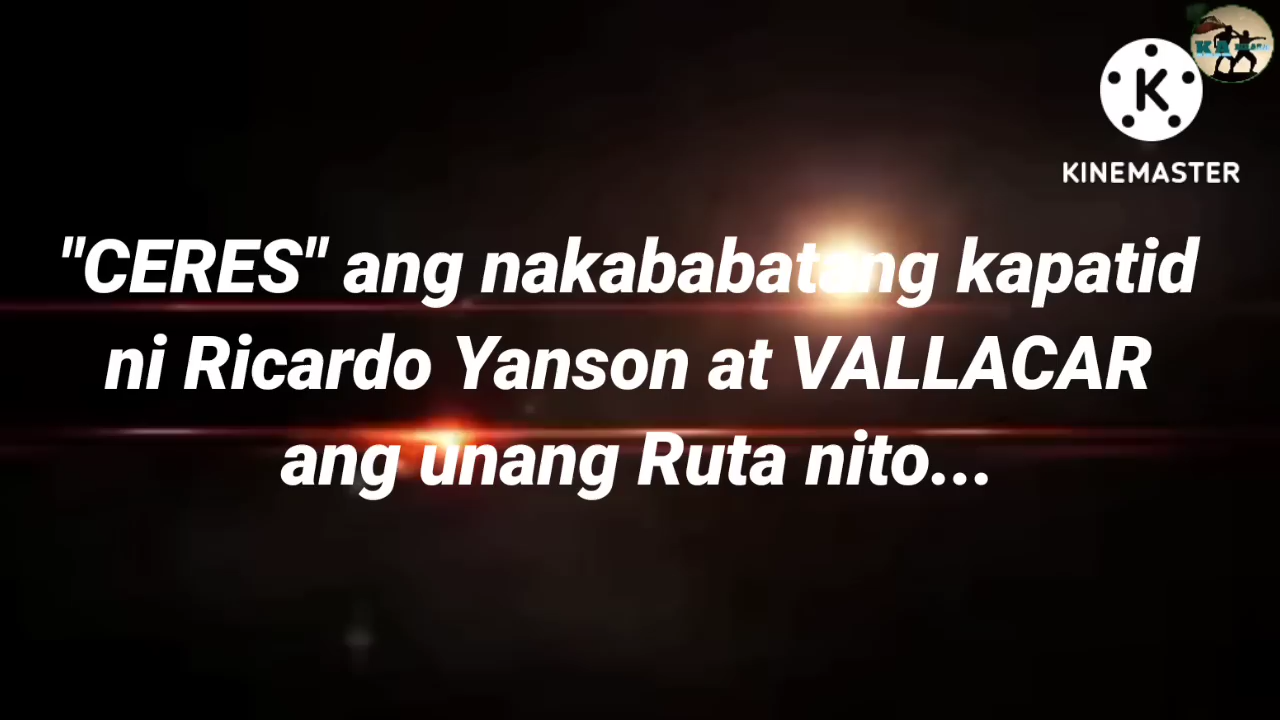 KINEMASTER
"CERES" ang nakababatang kapatid
ni Ricardo Yanson at VALLACAR
ang unang Ruta nito...